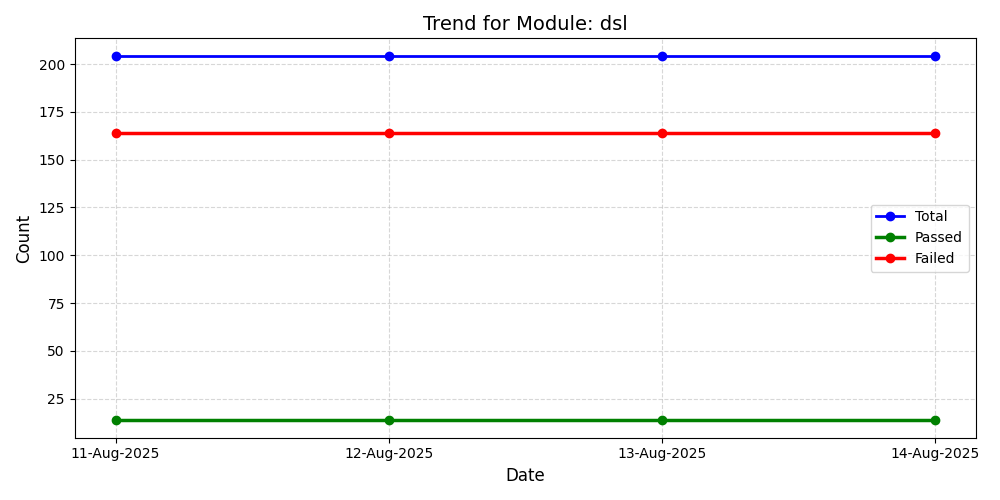 Trend for Module: dsl
200
175
150
125
100
75
50
25
Count
Total
Passed
Failed
11-Aug-2025
12-Aug-2025
13-Aug-2025
14-Aug-2025
Date